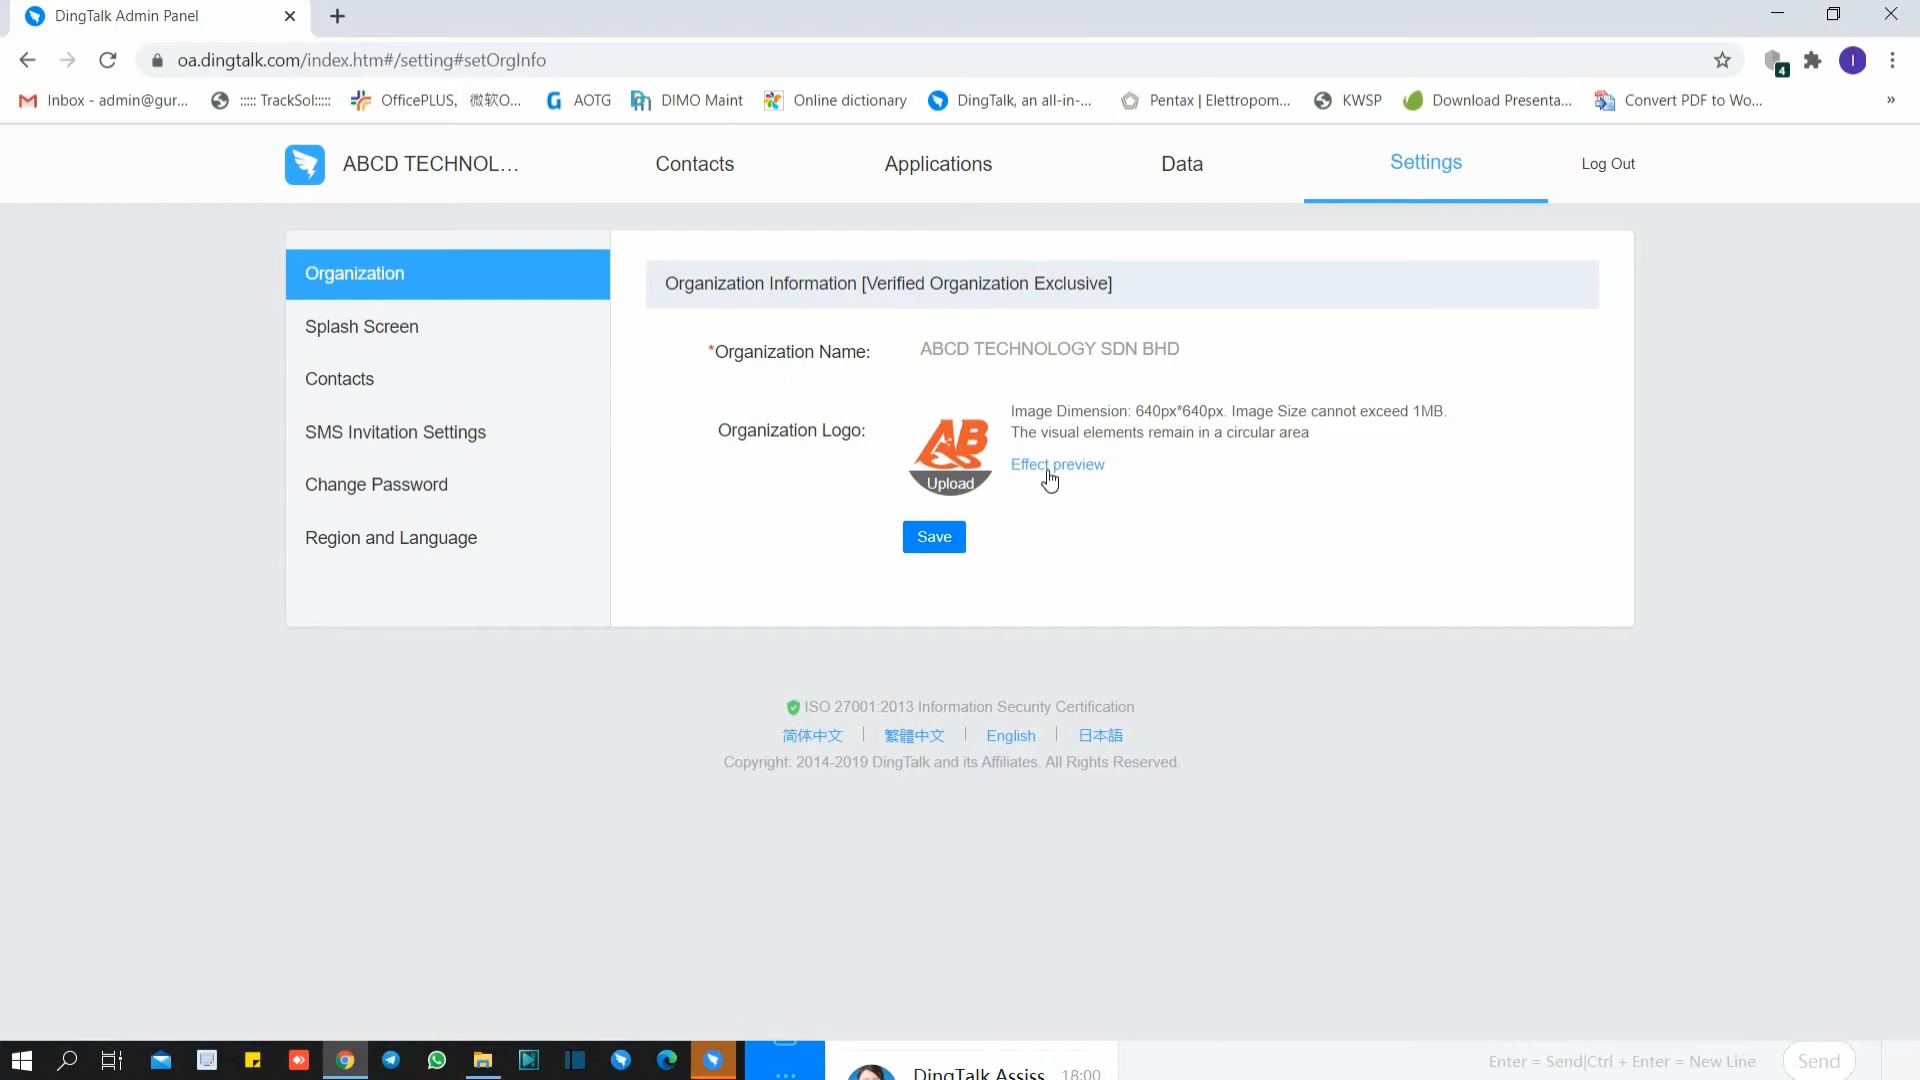 DingTalk Admin Panel
oa.dingtalk.com/index.htm#/setting#setOrgInfo
4
I
Inbox - admin@gur...
::::: TrackSol:::::
OfficePLUS, 微软O...
AOTG
DIMO Maint
Online dictionary
DingTalk, an all-in-...
Pentax | Elettropom...
KWSP
Download Presenta...
Convert PDF to Wo...
»
ABCD TECHNOL...
Contacts
Applications
Data
Settings
Log Out
Organization
Splash Screen
Contacts
SMS Invitation Settings
Change Password
Region and Language
Organization Information [Verified Organization Exclusive]
*Organization Name:
ABCD TECHNOLOGY SDN BHD
Organization Logo:
AB
Upload
Image Dimension: 640px*640px. Image Size cannot exceed 1MB.
The visual elements remain in a circular area
Effect preview
Save
ISO 27001:2013 Information Security Certification
简体中文 | 繁體中文 | English | 日本語
Copyright: 2014-2019 DingTalk and its Affiliates. All Rights Reserved.
DingTalk Assiss 18:00
Enter = Send|Ctrl + Enter = New Line
Send